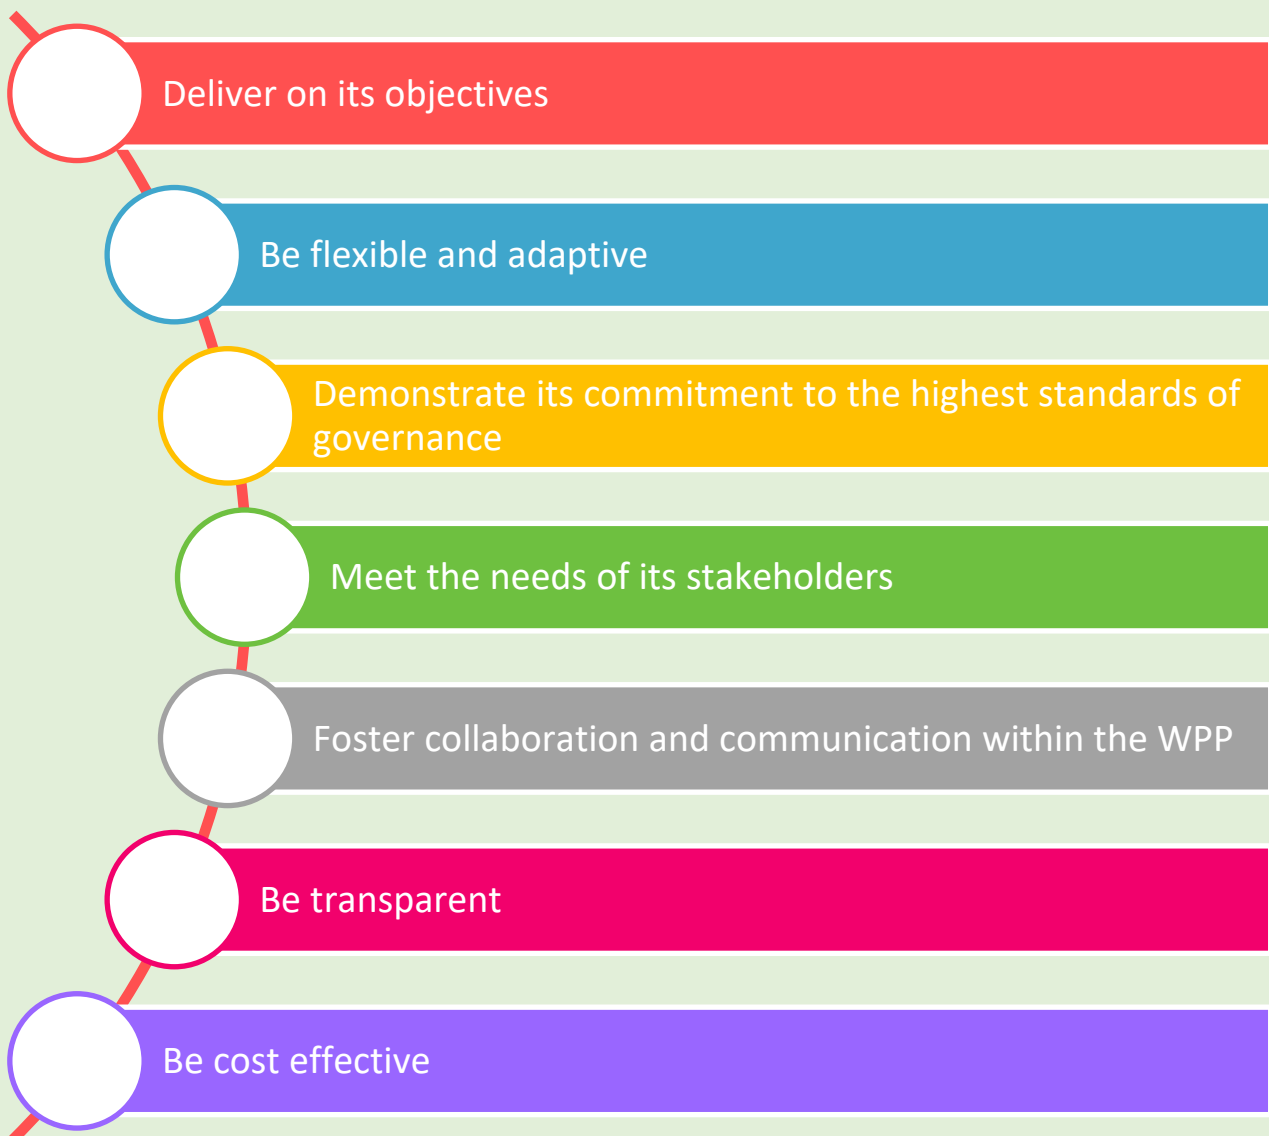 Deliver on its objectives
Be flexible and adaptive
Demonstrate its commitment to the highest standards of
governance
Meet the needs of its stakeholders
Foster collaboration and communication within the WPP
Be transparent
Be cost effective